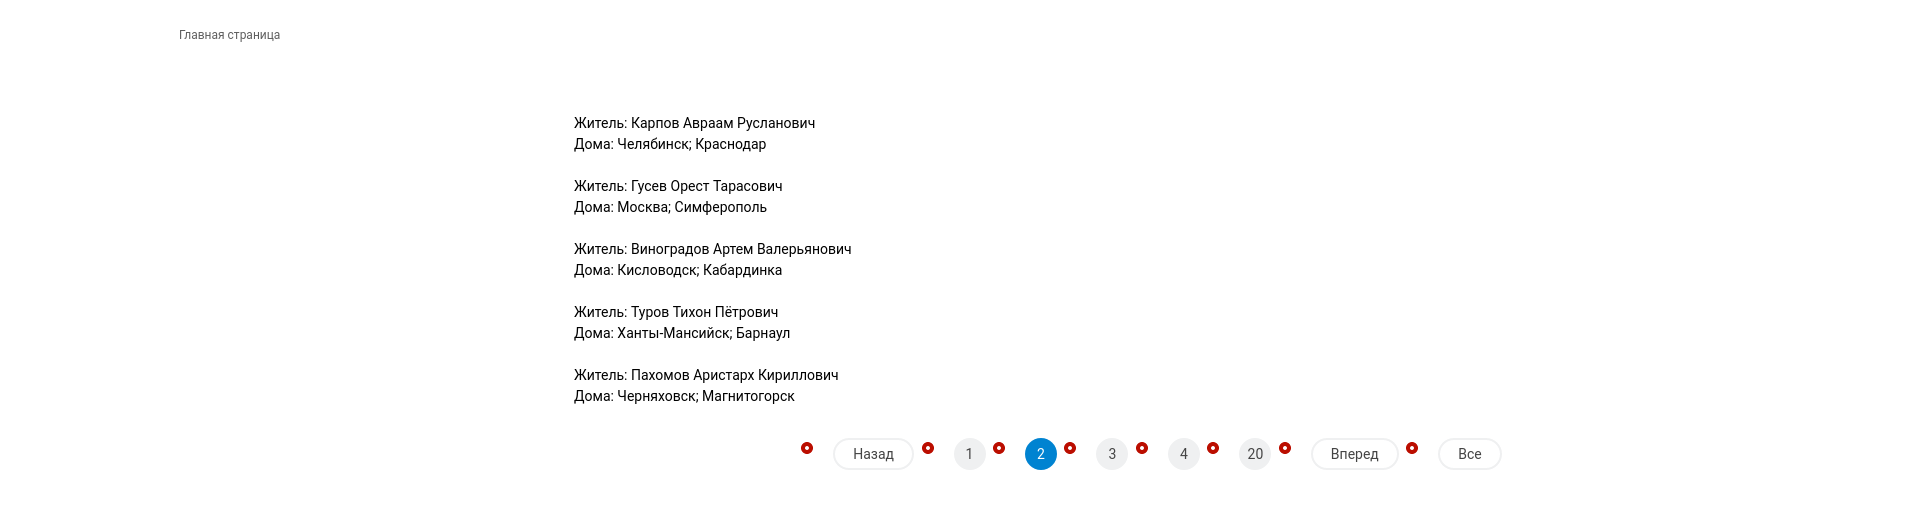 Главная страница
Житель: Карпов Авраам Русланович
Дома: Челябинск; Краснодар
Житель: Гусев Орест Тарасович
Дома: Москва; Симферополь
Житель: Виноградов Артем Валерьянович
Дома: Кисловодск; Кабардинка
Житель: Туров Тихон Пётрович
Дома: Ханты-Мансийск; Барнаул
Житель: Пахомов Аристарх Кириллович
Дома: Черняховск; Магнитогорск
Назад 1 2 3 4 20 Вперед Все